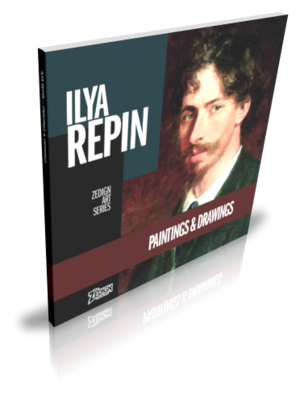 ILYA
REPIN
ZEDIGN
ART
SERIES
PAINTINGS & DRAWINGS
ZEDIGN